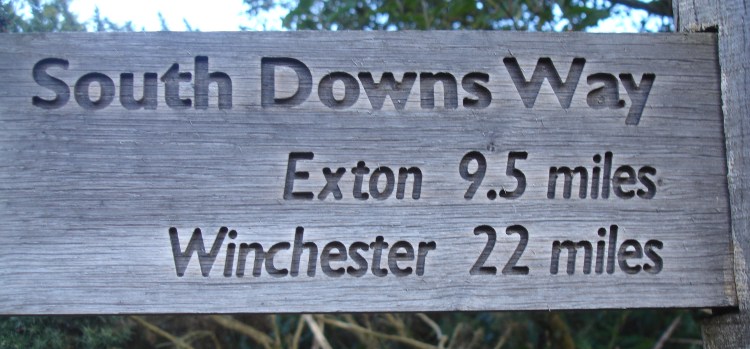 South Downs Way
Exton 9.5 miles
Winchester 22 miles